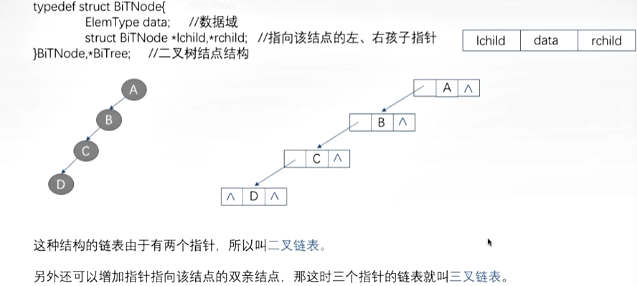 typedef struct BiTNode{
ElemType data; //数据域
struct BiTNode *lchild,*rchild; //指向该结点的左、右孩子指针
}BiTNode,*BiTree; //二叉树结点结构
lchild data rchild
A
B
C
D
A ∧
B ∧
C ∧
∧ D ∧
这种结构的链表由于有两个指针，所以叫二叉链表。
另外还可以增加指针指向该结点的双亲结点，那这时三个指针的链表就叫三叉链表。